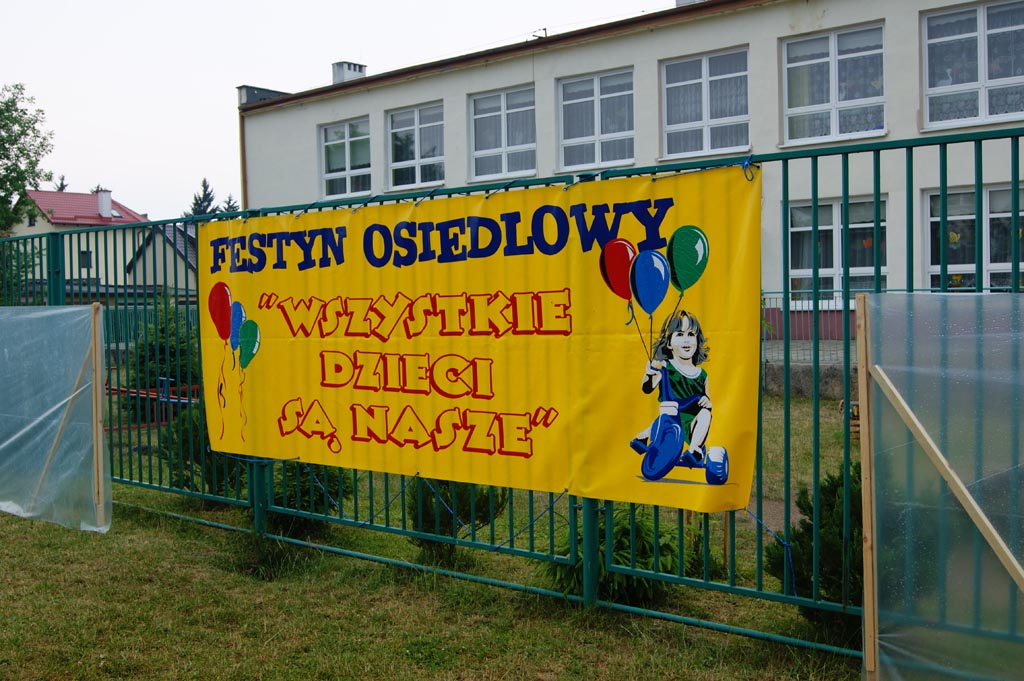 FESTYN OSIEDLOWY
"WSZYSTKIE
DZIECI
SĄ NASZE"